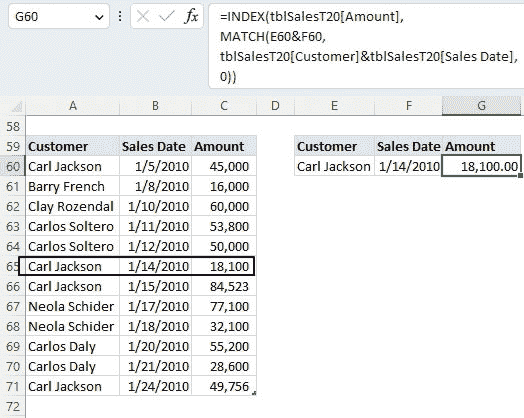 G60 fx =INDEX(tblSalesT20[Amount],
MATCH(E60&F60,
tblSalesT20[Customer]&tblSalesT20[Sales Date],
0))
A B C D E F G
58
59 Customer Sales Date Amount Customer Sales Date Amount
60 Carl Jackson 1/5/2010 45,000 Carl Jackson 1/14/2010 18,100.00
61 Barry French 1/8/2010 16,000
62 Clay Rozendal 1/10/2010 60,000
63 Carlos Soltero 1/11/2010 53,800
64 Carlos Soltero 1/12/2010 50,000
65 Carl Jackson 1/14/2010 18,100
66 Carl Jackson 1/15/2010 84,523
67 Neola Schider 1/17/2010 77,100
68 Neola Schider 1/18/2010 32,100
69 Carlos Daly 1/20/2010 55,200
70 Carlos Daly 1/21/2010 28,600
71 Carl Jackson 1/24/2010 49,756
72